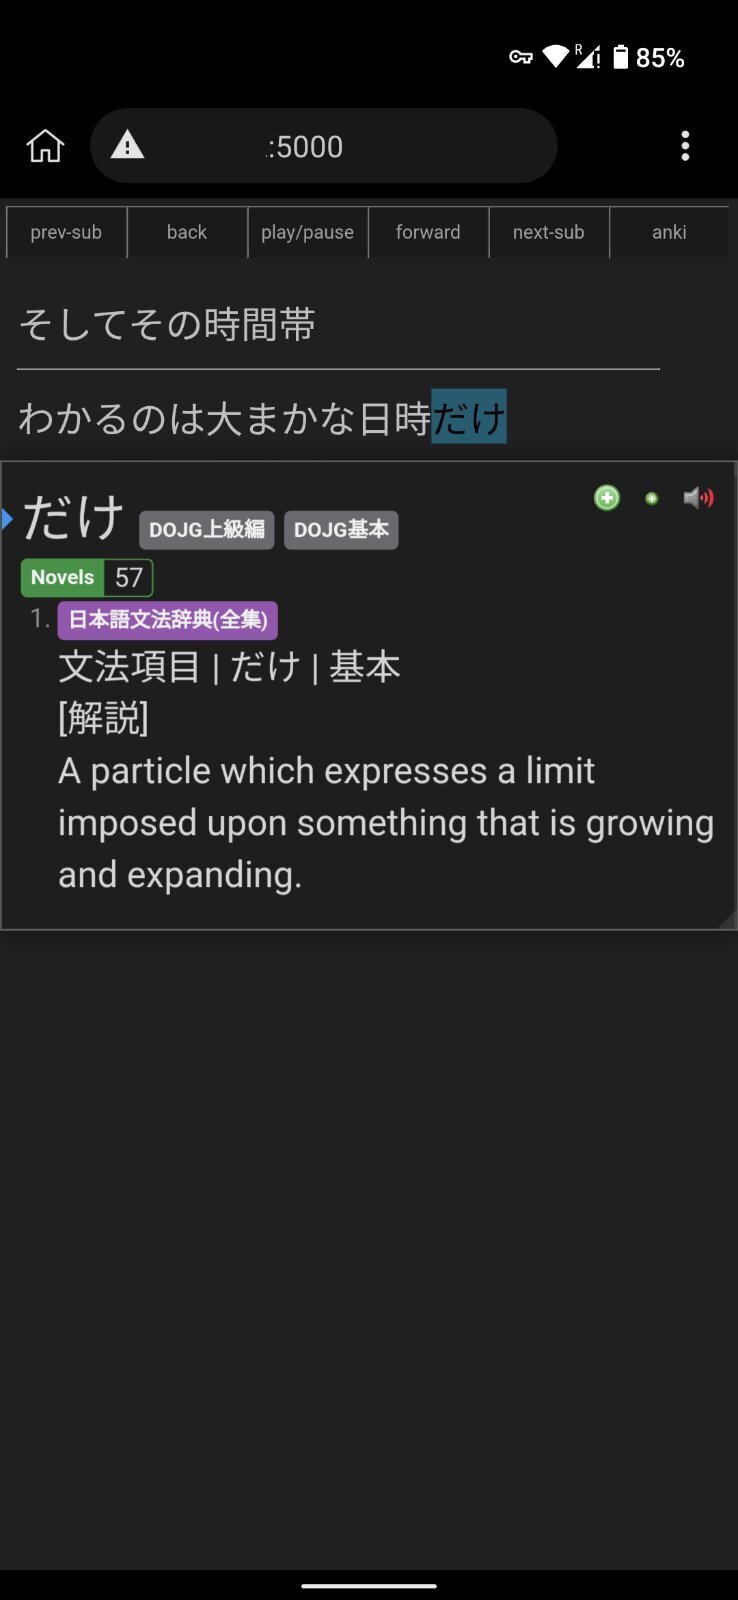 R 85%
:5000
prev-sub back play/pause forward next-sub anki
そしてその時間帯
わかるのは大まかな日時だけ
だけ DOJG上級編 DOJG基本
Novels 57
1. 日本語文法辞典(全集)
文法項目 | だけ | 基本
[解説]
A particle which expresses a limit
imposed upon something that is growing
and expanding.